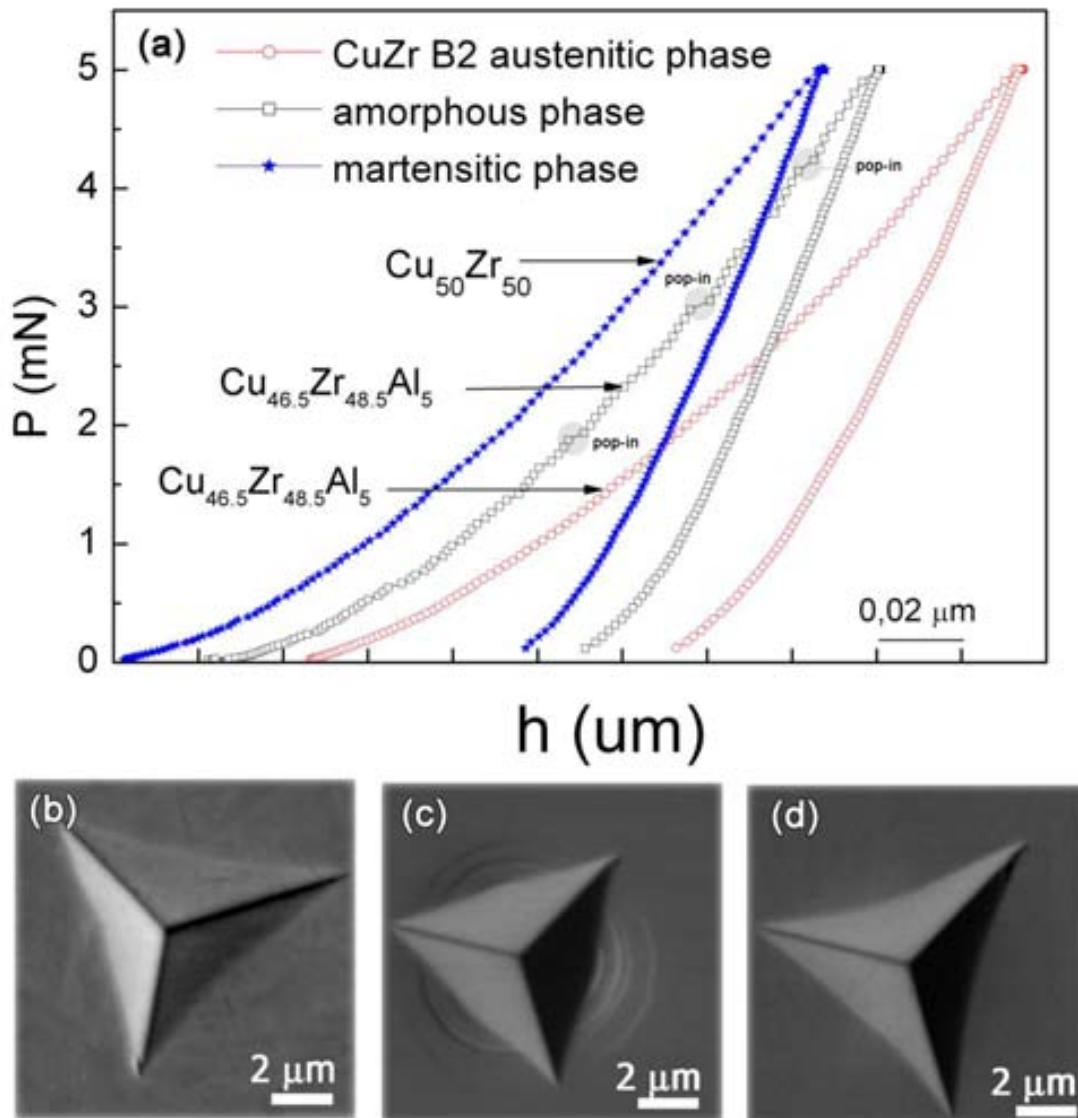 (a)
CuZr B2 austenitic phase
amorphous phase
martensitic phase
5
4
3
2
1
0
P (mN)
pop-in
pop-in
pop-in
Cu50Zr50
Cu46.5Zr48.5Al5
Cu46.5Zr48.5Al5
0,02 μm
h (um)
(b)
2 μm
(c)
2 μm
(d)
2 μm